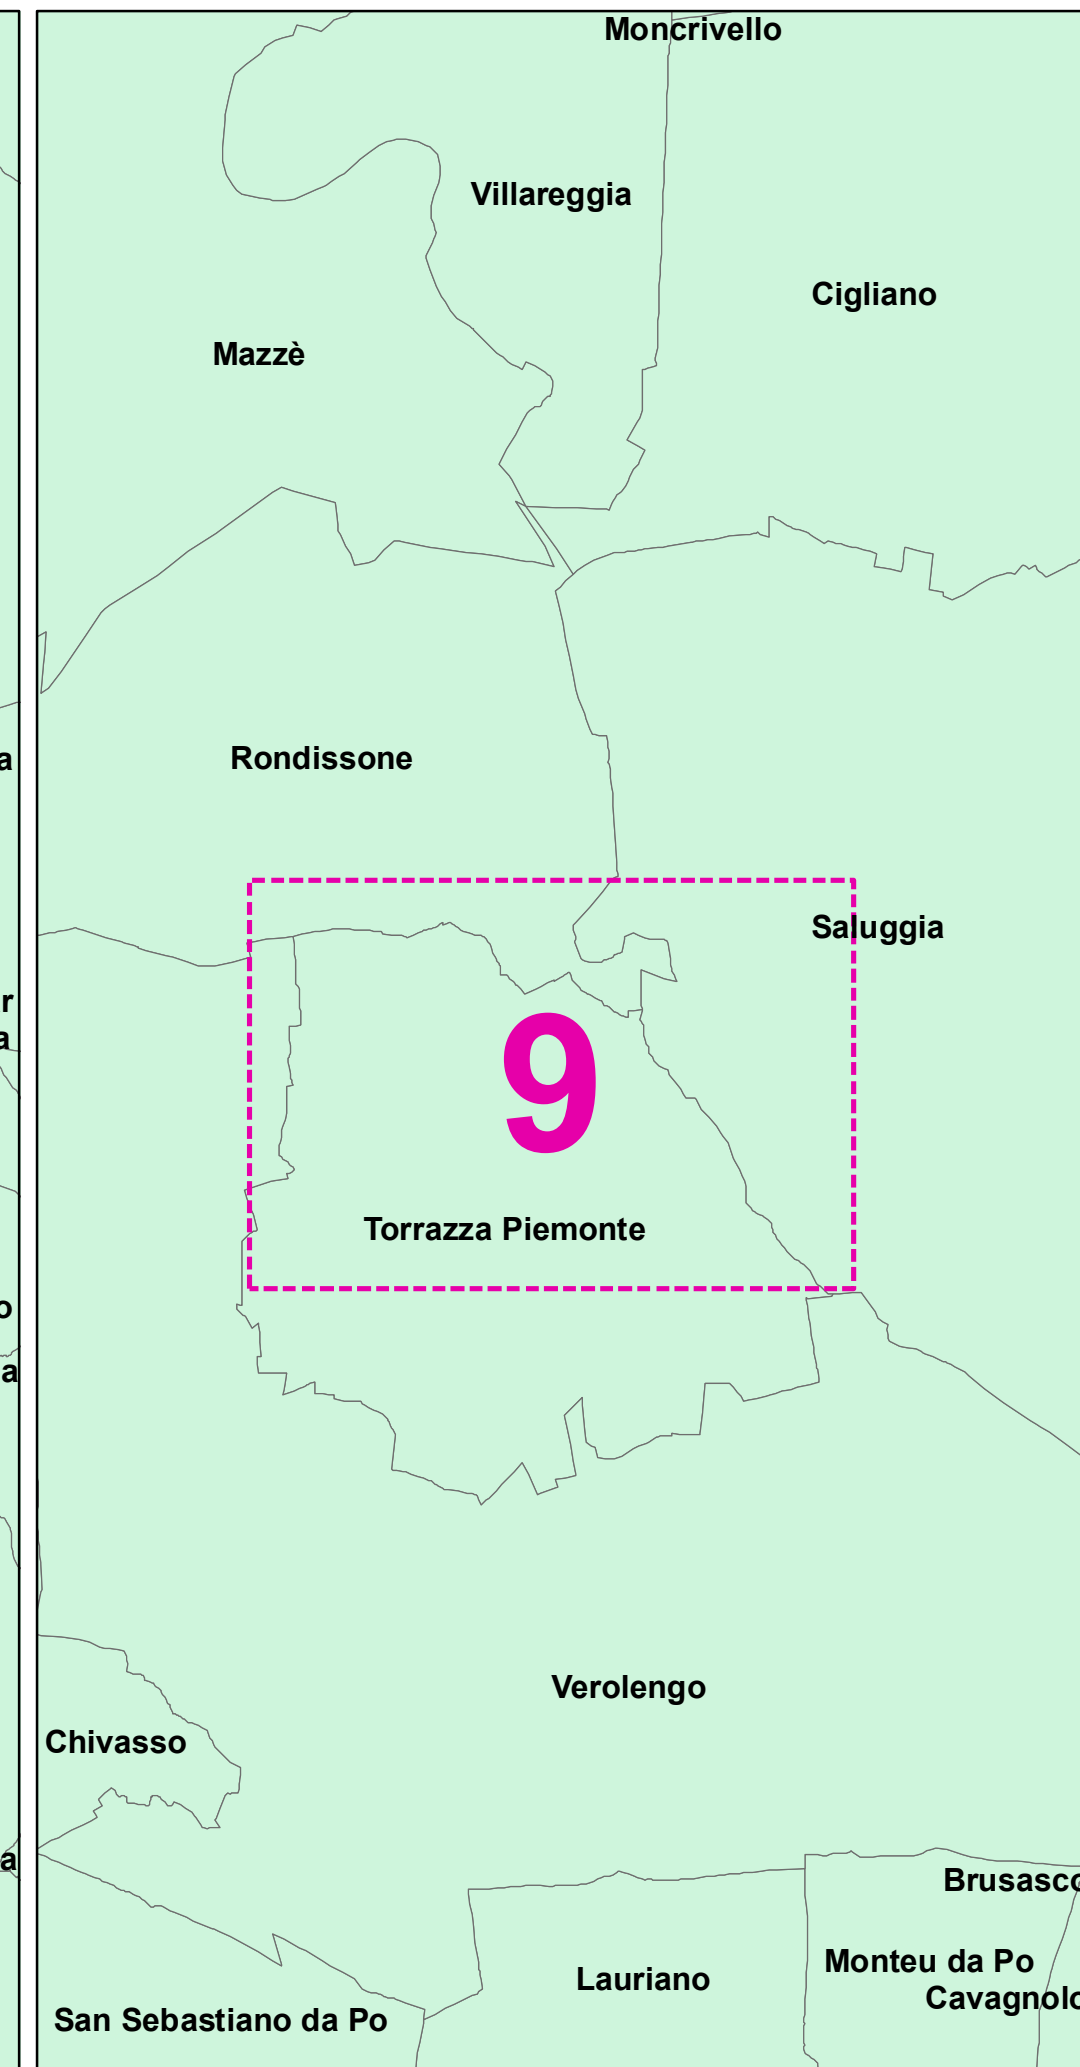 Moncrivello
Villareggia
Cigliano
Mazzè
Rondissone
Saluggia
9
Torrazza Piemonte
Verolengo
Chivasso
Brusasco
Monteu da Po
Lauriano
Cavagnolo
San Sebastiano da Po